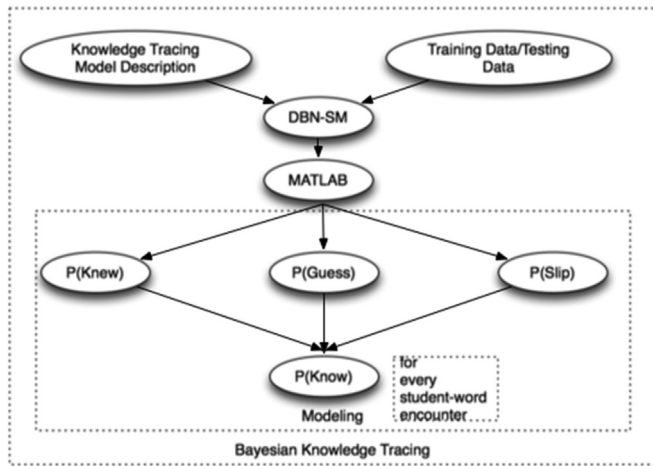 Knowledge Tracing
Model Description
Training Data/Testing
Data
DBN-SM
MATLAB
P(Knew)
P(Guess)
P(Slip)
P(Know)
for
every
student-word
encounter
Modeling
Bayesian Knowledge Tracing